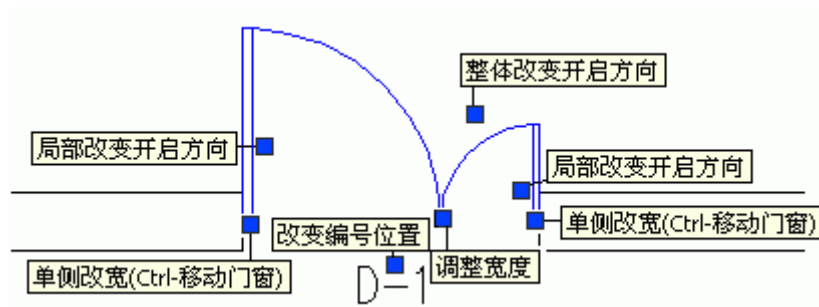 整体改变开启方向
局部改变开启方向
局部改变开启方向
单侧改宽(Ctrl-移动门窗)
改变编号位置
调整宽度
单侧改宽(Ctrl-移动门窗)
D-1